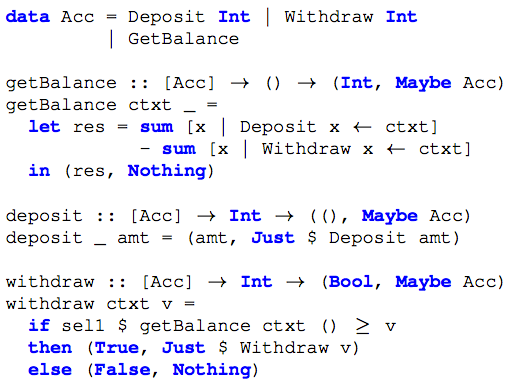 data Acc = Deposit Int | Withdraw Int
         | GetBalance
getBalance :: [Acc] → () → (Int, Maybe Acc)
getBalance ctxt _ =
  let res = sum [x | Deposit x ← ctxt]
            - sum [x | Withdraw x ← ctxt]
  in (res, Nothing)
deposit :: [Acc] → Int → ((), Maybe Acc)
deposit _ amt = (amt, Just $ Deposit amt)
withdraw :: [Acc] → Int → (Bool, Maybe Acc)
withdraw ctxt v =
  if sel1 $ getBalance ctxt () ≥ v
  then (True, Just $ Withdraw v)
  else (False, Nothing)